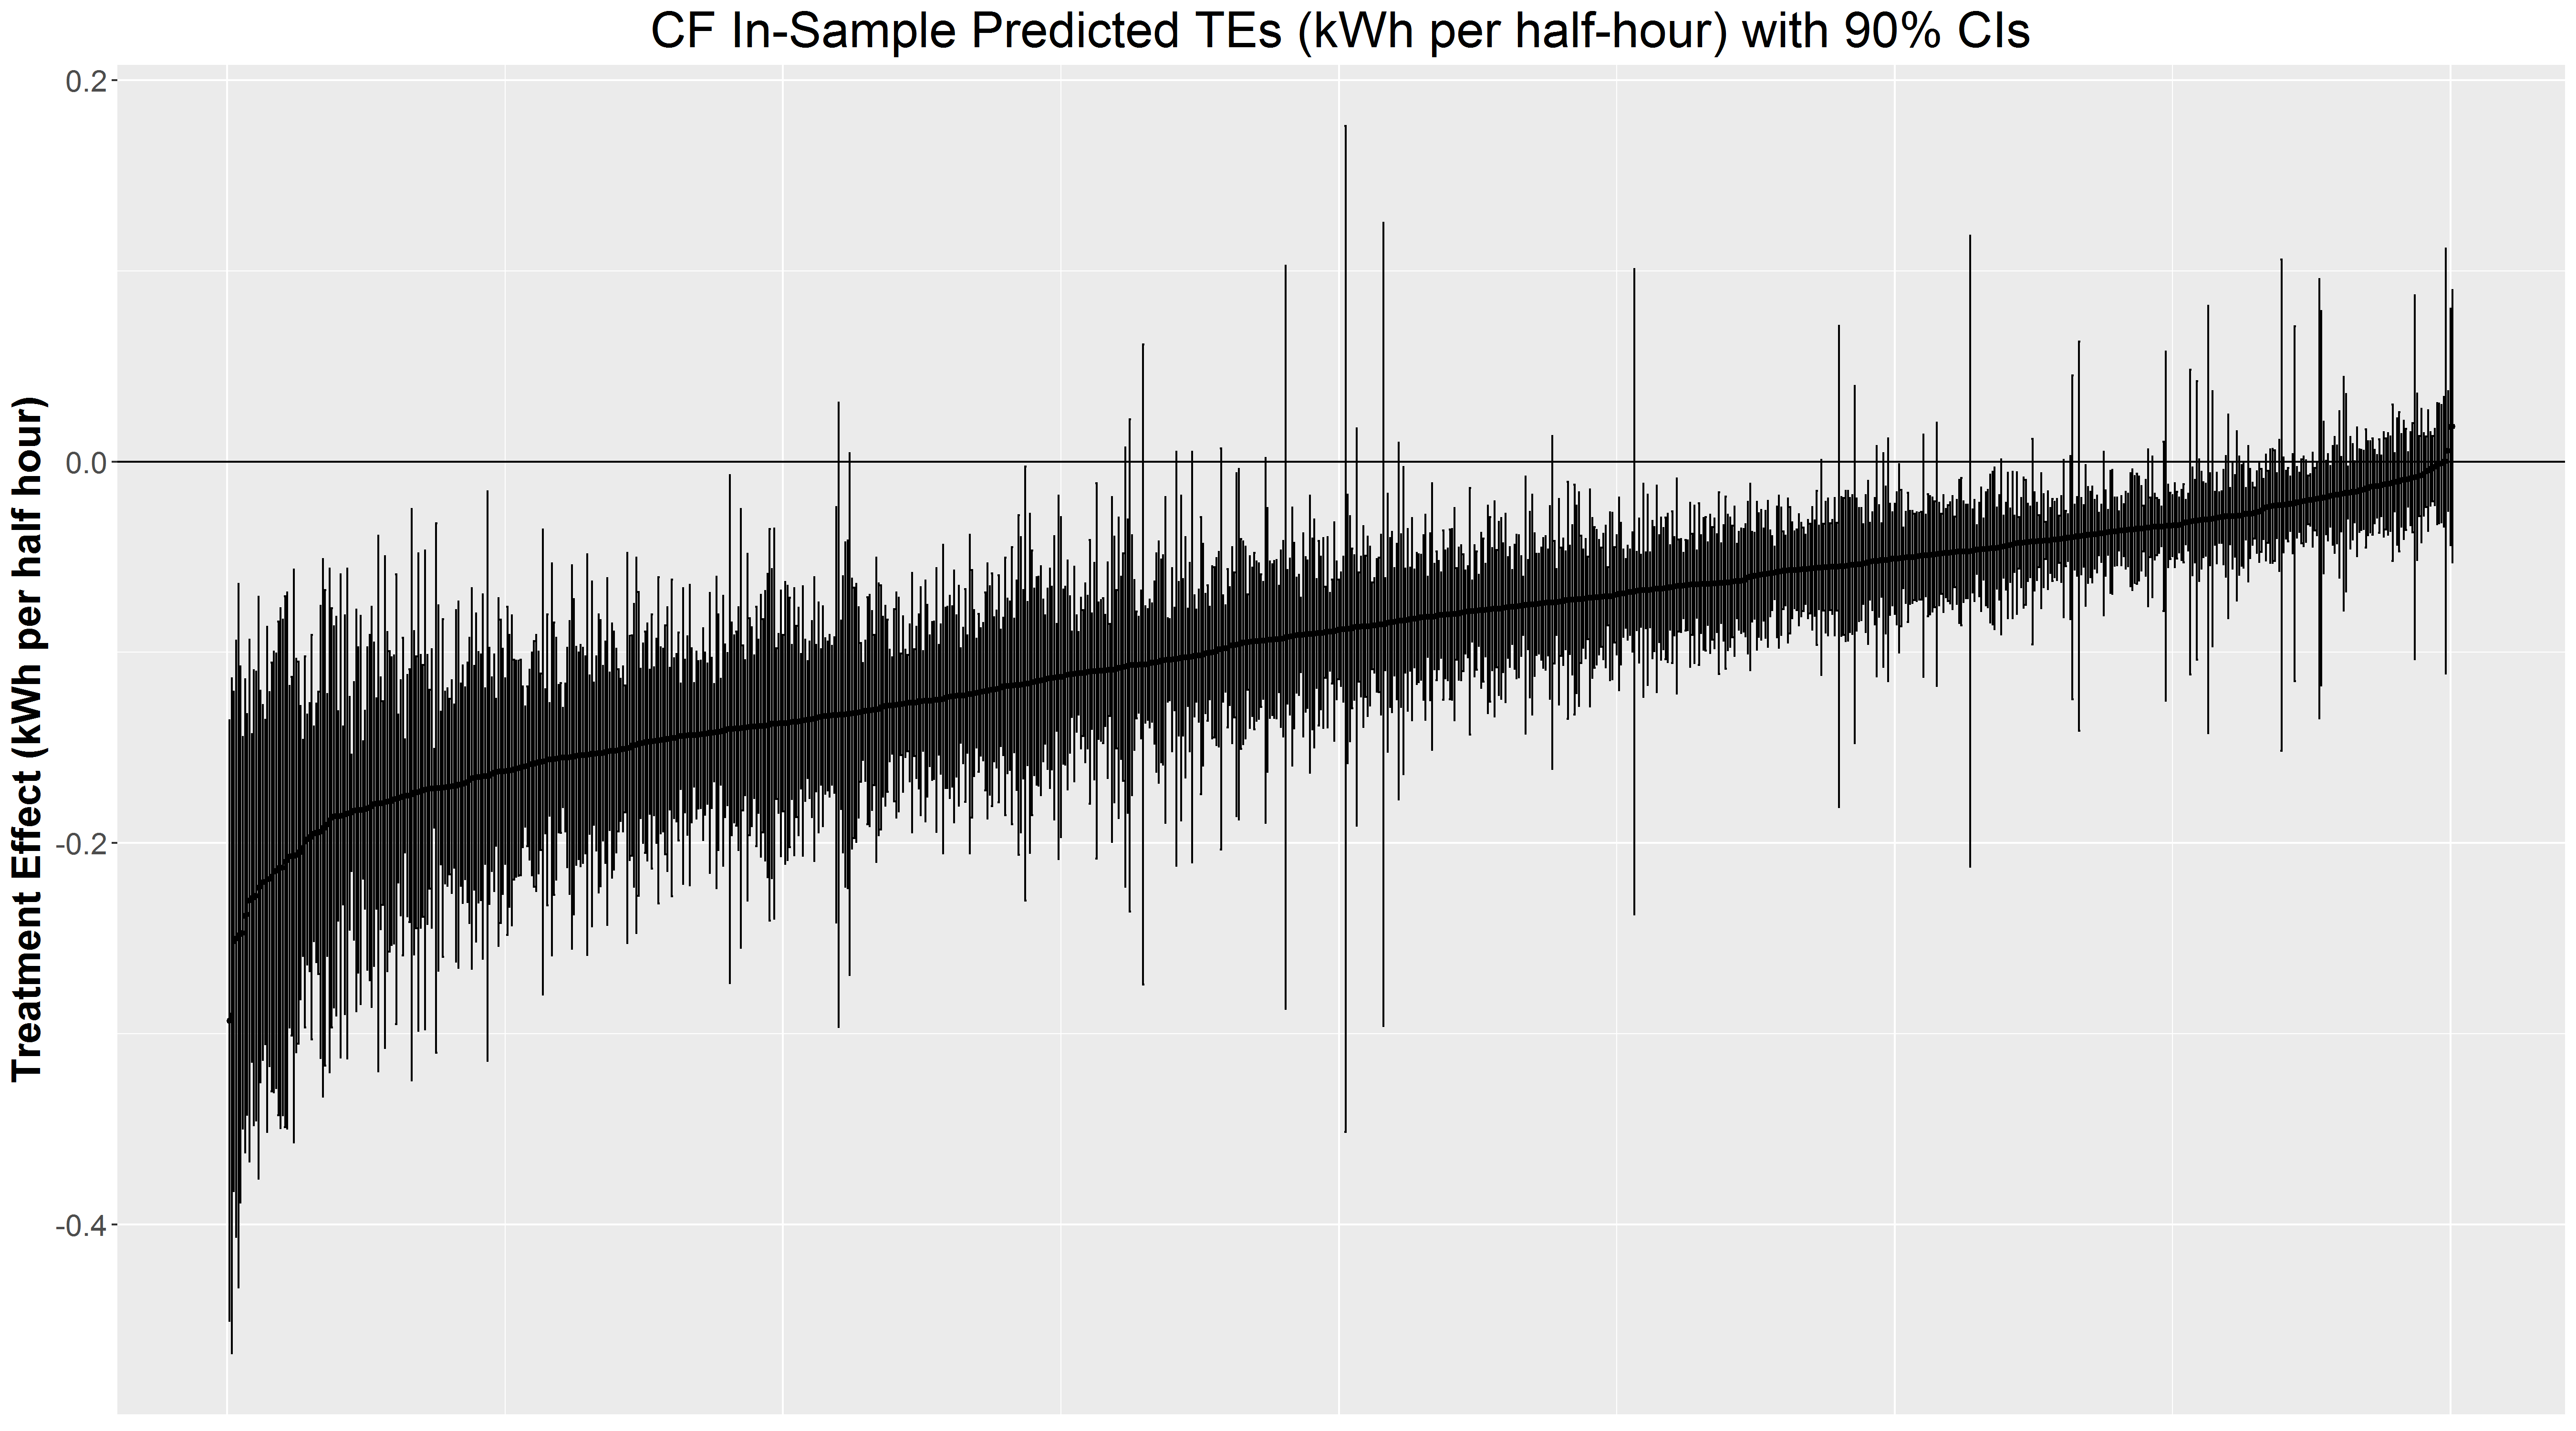 CF In-Sample Predicted TEs (kWh per half-hour) with 90% CIs
Treatment Effect (kWh per half hour)
0.2
0.0
-0.2
-0.4